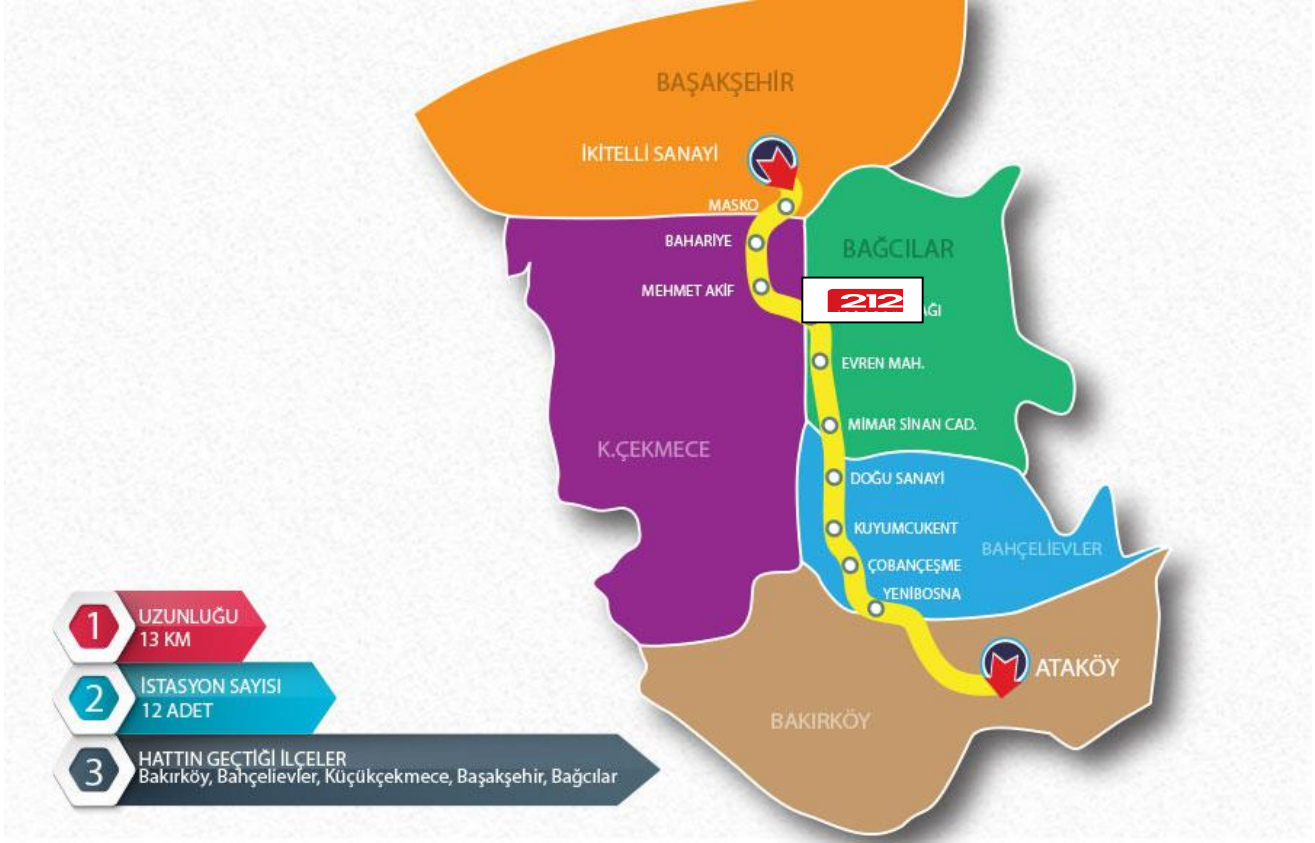 BAŞAKŞEHİR
İKİTELLİ SANAYİ
MASKO
BAHARİYE
BAĞCILAR
MEHMET AKİF
212
AĞI
EVREN MAH.
MİMAR SİNAN CAD.
K.ÇEKMECE
DOĞU SANAYİ
KUYUMCUKENT
BAHÇELİEVLER
ÇOBANÇEŞME
YENİBOSNA
ATAKÖY
BAKIRKÖY
1
UZUNLUĞU
13 KM
2
İSTASYON SAYISI
12 ADET
3
HATTIN GEÇTİĞİ İLÇELER
Bakırköy, Bahçelievler, Küçükçekmece, Başakşehir, Bağcılar